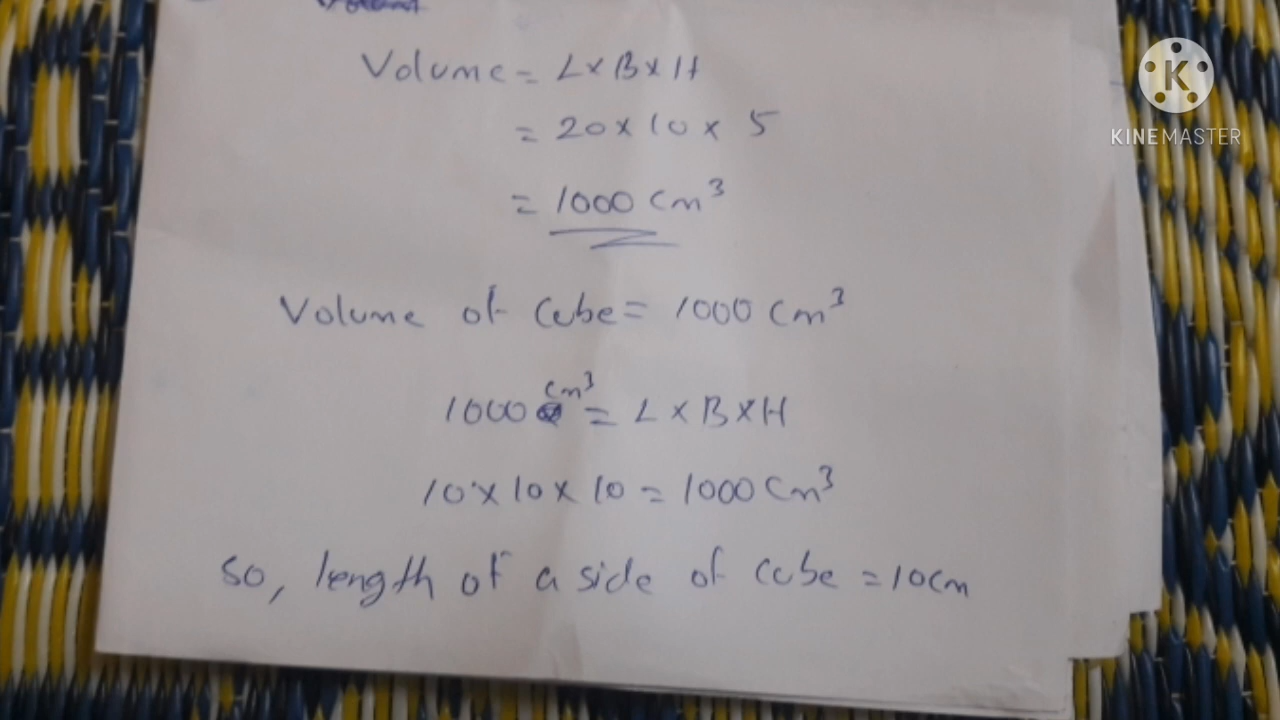 Volume = L × B × H
= 20 × 10 × 5
= 1000 cm³
Volume of cube = 1000 cm³
1000 cm³ = L × B × H
10 × 10 × 10 = 1000 cm³
so, length of a side of cube = 10cm
K
KINEMASTER